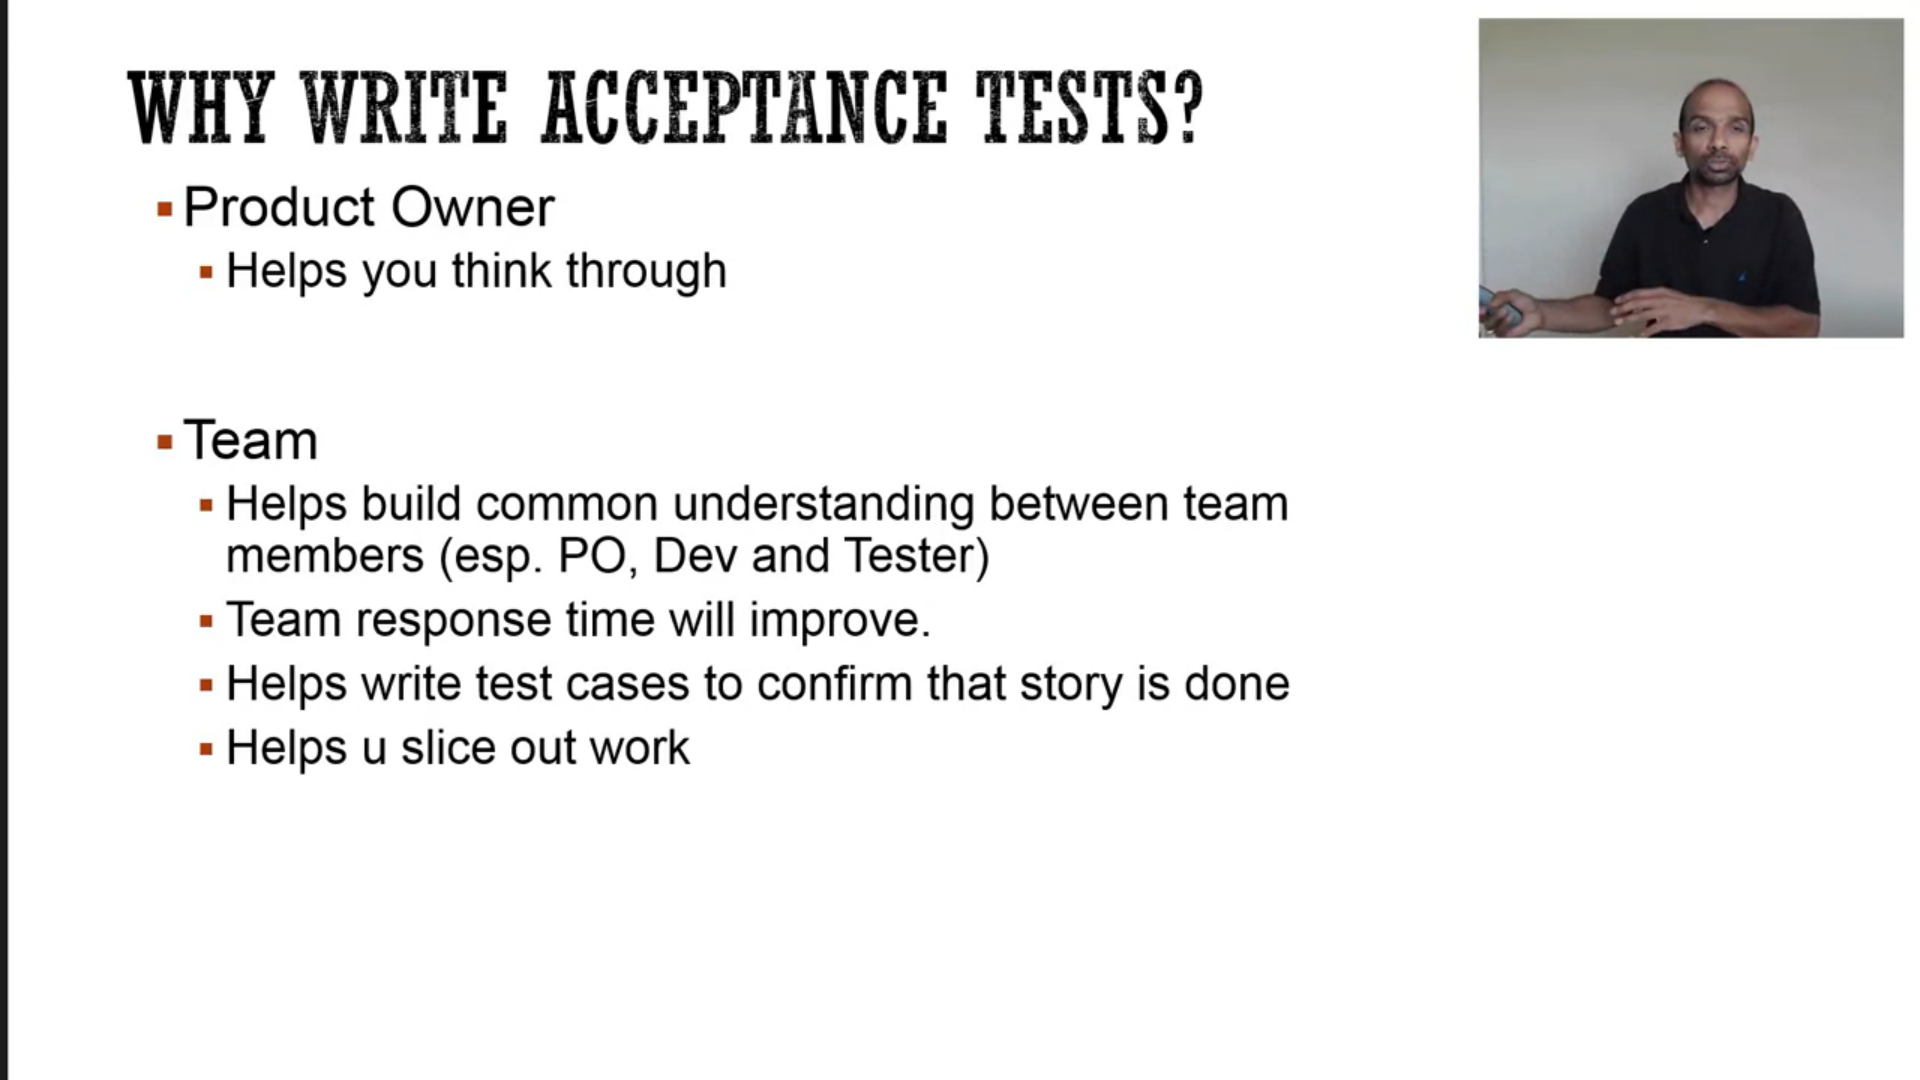 WHY WRITE ACCEPTANCE TESTS?
Product Owner
Helps you think through
Team
Helps build common understanding between team
members (esp. PO, Dev and Tester)
Team response time will improve.
Helps write test cases to confirm that story is done
Helps u slice out work